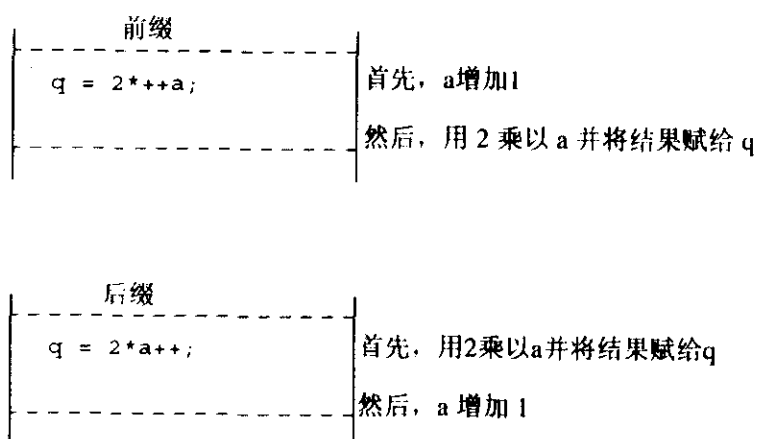 前缀
q = 2*++a;
首先，a增加1
然后，用 2 乘以 a 并将结果赋给 q
后缀
q = 2*a++;
首先，用2乘以a并将结果赋给q
然后，a 增加 1